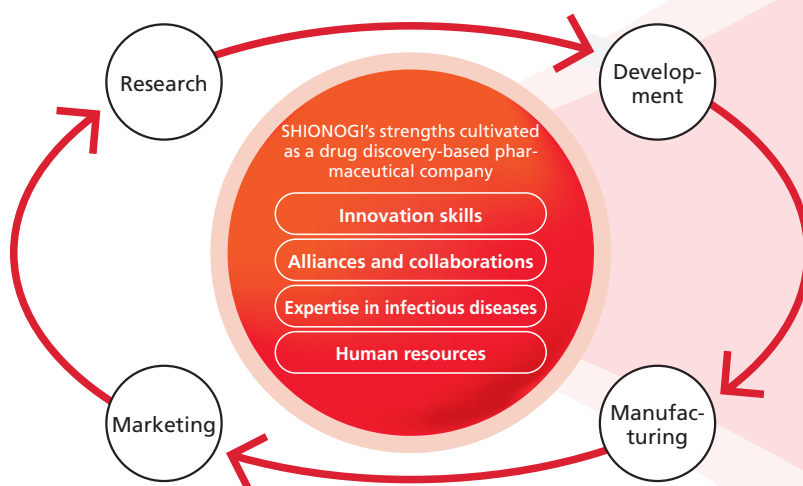 Research
Develop-
ment
SHIONOGI's strengths cultivated
as a drug discovery-based phar-
maceutical company
Innovation skills
Alliances and collaborations
Expertise in infectious diseases
Human resources
Marketing
Manufac-
turing